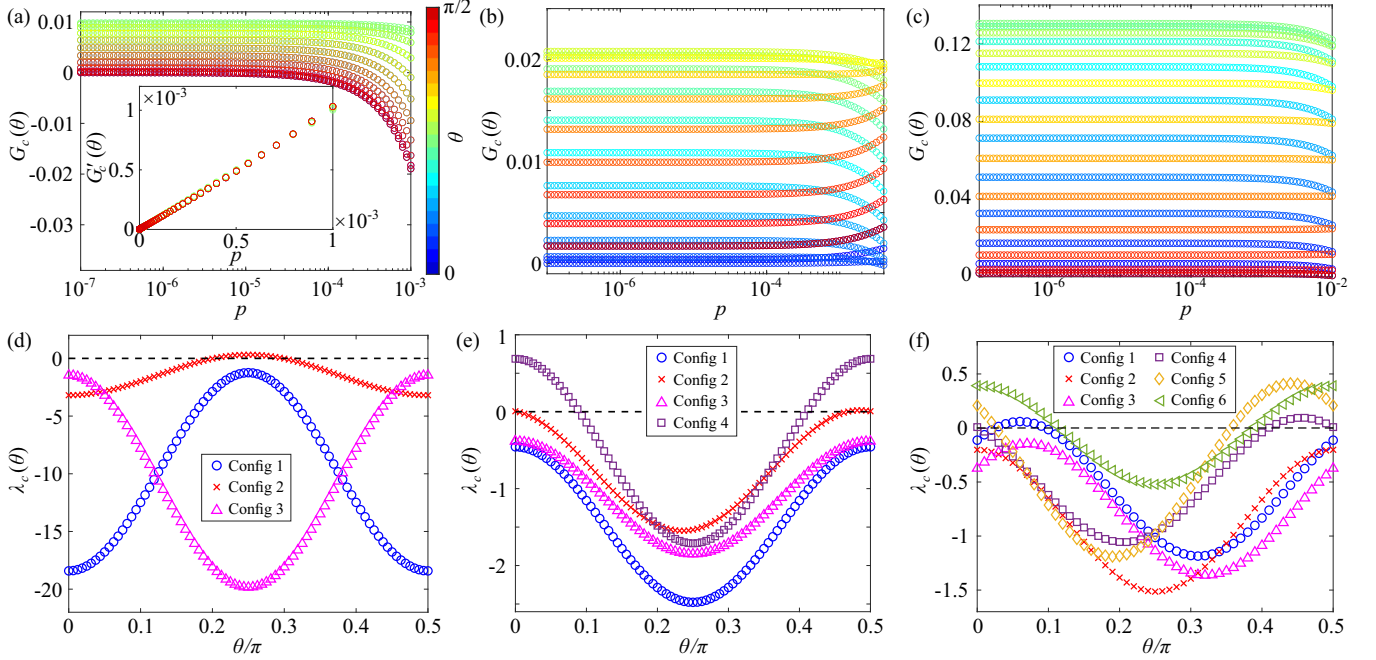 (a)
G_c(θ)
0.01
0
-0.01
-0.03
10^-7
10^-6
10^-5
10^-4
10^-3
p
×10^-3
1
0.5
0
G_c(θ)
0.5
1
×10^-3
p
π/2
θ
0
(b)
G_c(θ)
0.02
0.01
0
10^-6
10^-4
p
(c)
G_c(θ)
0.12
0.08
0.04
0
10^-6
10^-4
10^-2
p
(d)
λ_c(θ)
0
-5
-10
-15
-20
0
0.1
0.2
0.3
0.4
0.5
θ/π
Config 1
Config 2
Config 3
(e)
λ_c(θ)
1
0
-1
-2
0
0.1
0.2
0.3
0.4
0.5
θ/π
Config 1
Config 2
Config 3
Config 4
(f)
λ_c(θ)
0.5
0
-0.5
-1
-1.5
0
0.1
0.2
0.3
0.4
0.5
θ/π
Config 1
Config 2
Config 3
Config 4
Config 5
Config 6